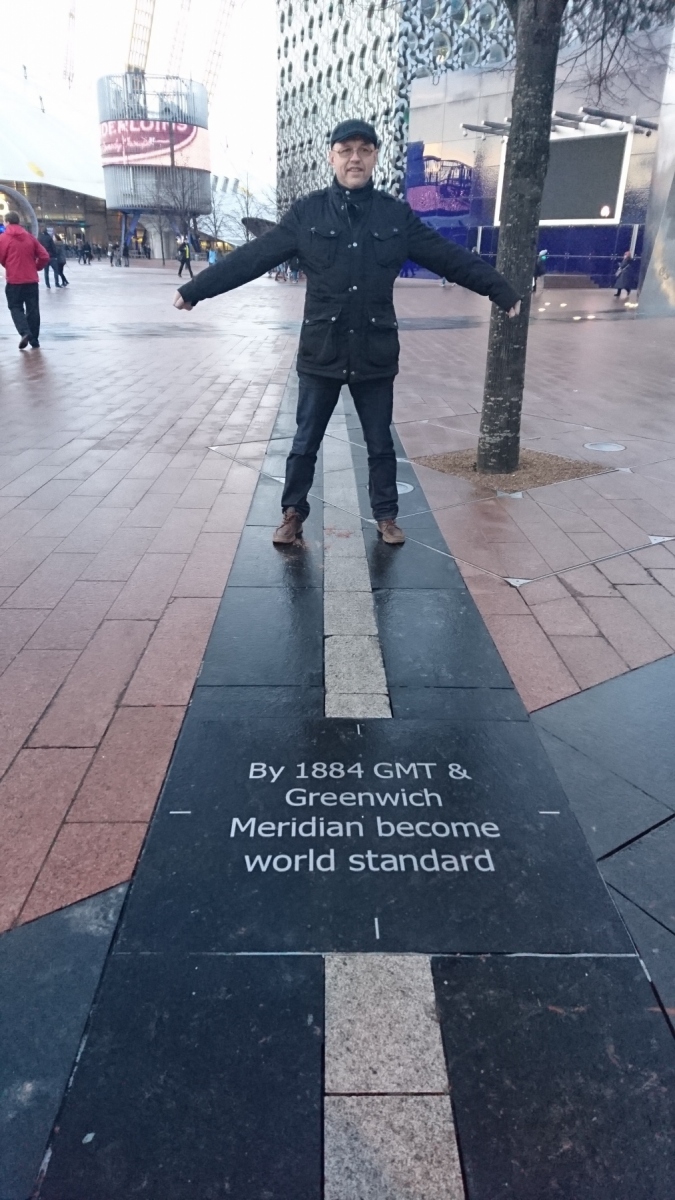 By 1884 GMT &
Greenwich
Meridian become
world standard